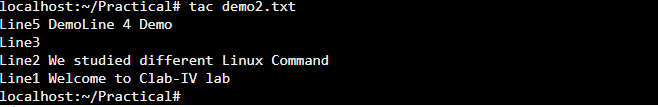 localhost:~/Practical# tac demo2.txt
Line5 DemoLine 4 Demo
Line3
Line2 We studied different Linux Command
Line1 Welcome to Clab-IV lab
localhost:~/Practical#